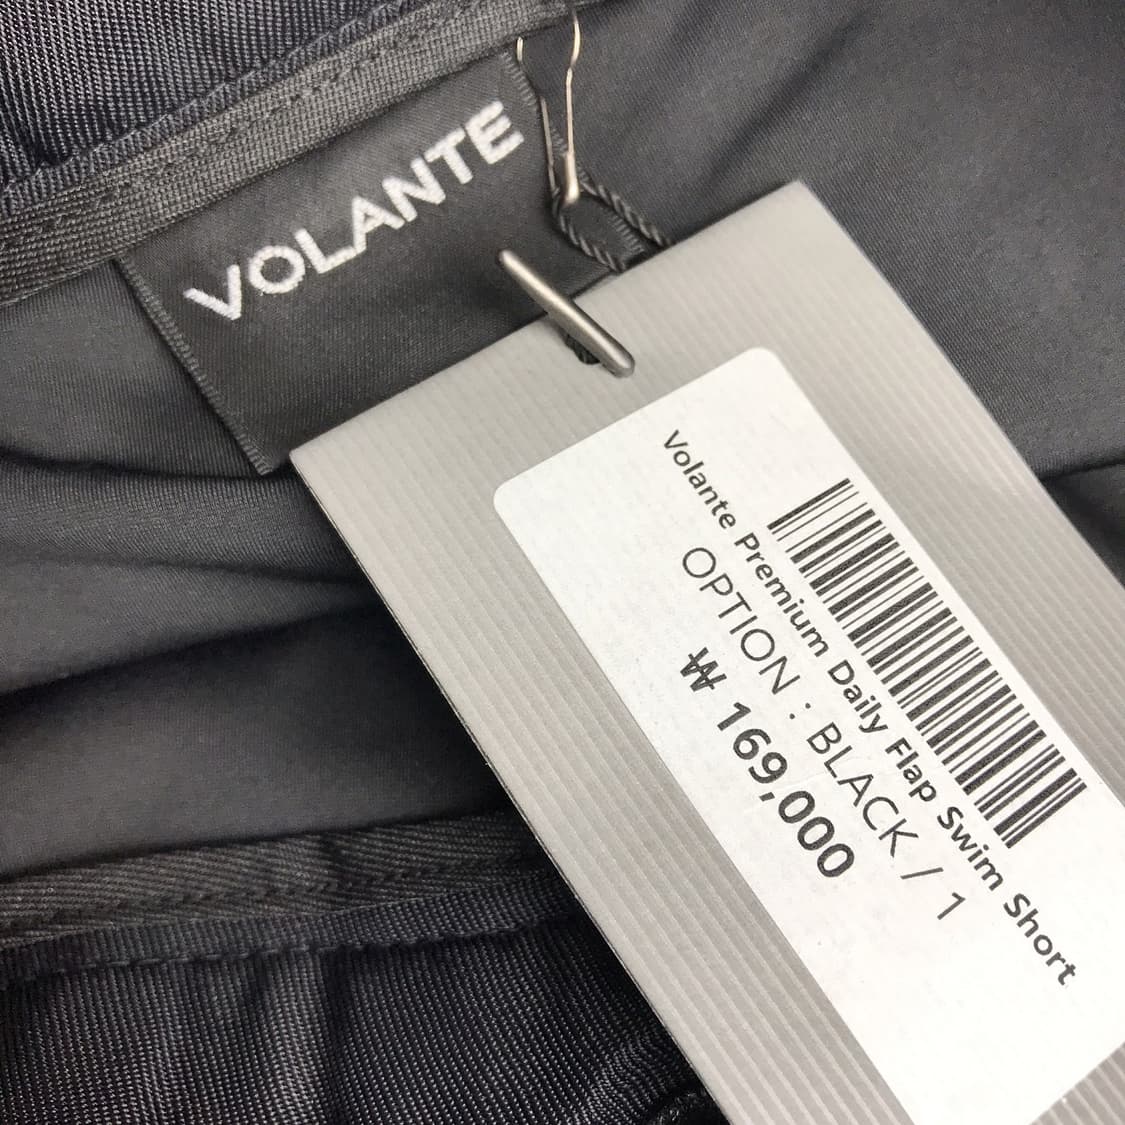 VOLANTE
Volante Premium Daily Flap Swim Short
OPTION : BLACK / 1
₩ 169,000